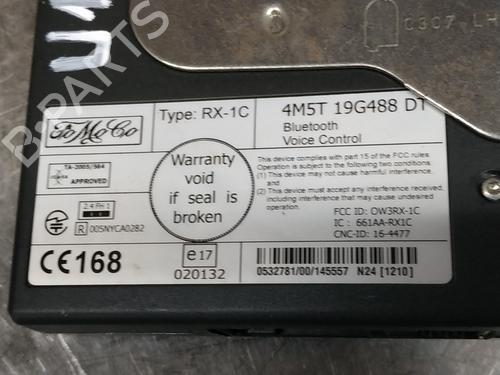 C307 LH
B-PARTS
FoMoCo
Type: RX-1C
4M5T 19G488 DT
Bluetooth
Voice Control
TA-2005/564
APPROVED
Warranty
void
if seal is
broken
This device complies with part 15 of the FCC rules
Operation is subject to the following two conditions
(1) This device may not cause harmful interference,
and
(2) This device must accept any interference received,
including interference that may cause undesired
operation.
2.4 FH 1
R 005NYCA0282
FCC ID: OW3RX-1C
IC : 661AA-RX1C
CNC-ID: 16-4477
CE168
e17
020132
0532781/00/145557 N24 [1210]